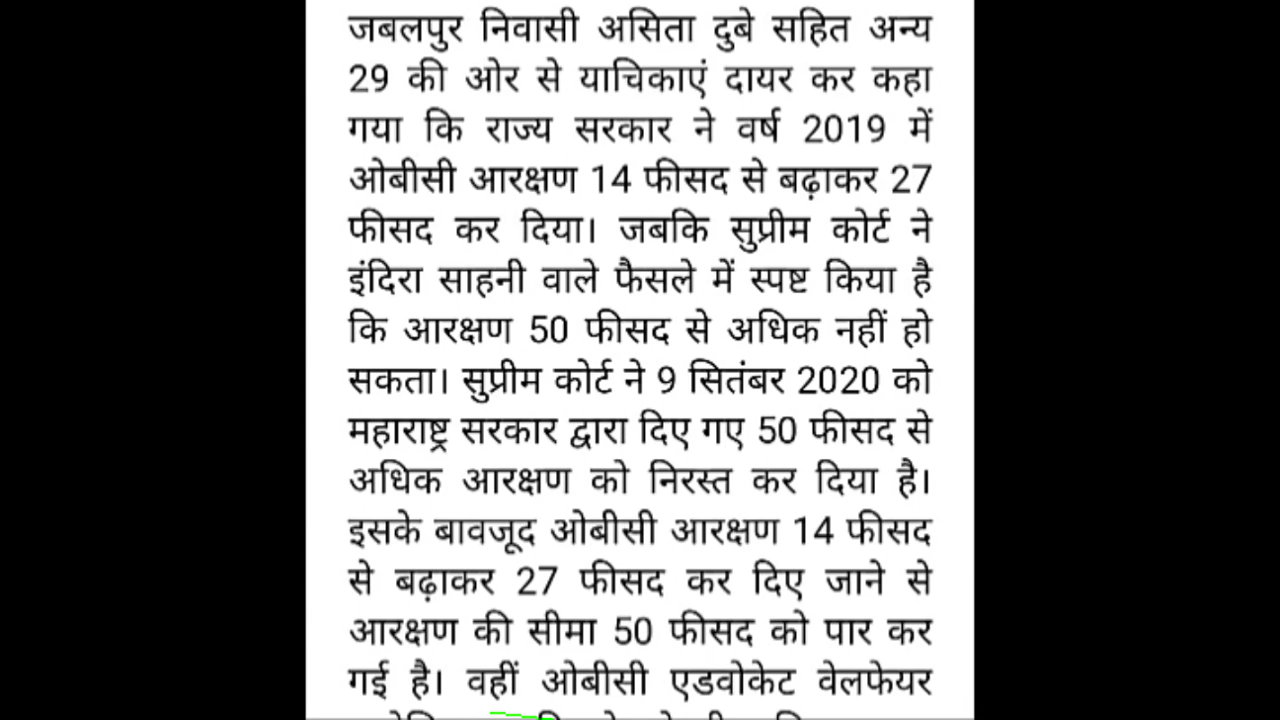 जबलपुर निवासी असिता दुबे सहित अन्य
29 की ओर से याचिकाएं दायर कर कहा
गया कि राज्य सरकार ने वर्ष 2019 में
ओबीसी आरक्षण 14 फीसद से बढ़ाकर 27
फीसद कर दिया। जबकि सुप्रीम कोर्ट ने
इंदिरा साहनी वाले फैसले में स्पष्ट किया है
कि आरक्षण 50 फीसद से अधिक नहीं हो
सकता। सुप्रीम कोर्ट ने 9 सितंबर 2020 को
महाराष्ट्र सरकार द्वारा दिए गए 50 फीसद से
अधिक आरक्षण को निरस्त कर दिया है।
इसके बावजूद ओबीसी आरक्षण 14 फीसद
से बढ़ाकर 27 फीसद कर दिए जाने से
आरक्षण की सीमा 50 फीसद को पार कर
गई है। वहीं ओबीसी एडवोकेट वेलफेयर